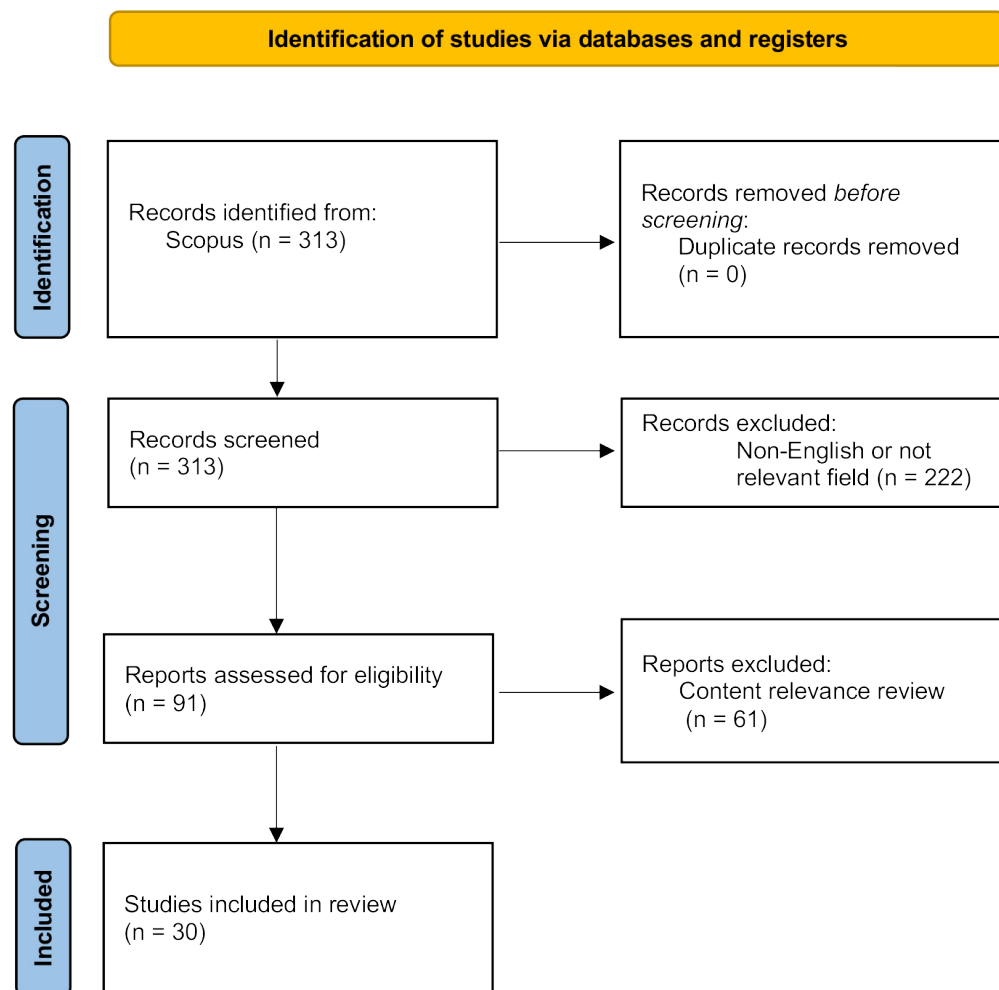 Identification of studies via databases and registers
Identification
Records identified from:
Scopus (n = 313)
Records removed before
screening:
Duplicate records removed
(n = 0)
Screening
Records screened
(n = 313)
Records excluded:
Non-English or not
relevant field (n = 222)
Reports assessed for eligibility
(n = 91)
Reports excluded:
Content relevance review
(n = 61)
Included
Studies included in review
(n = 30)